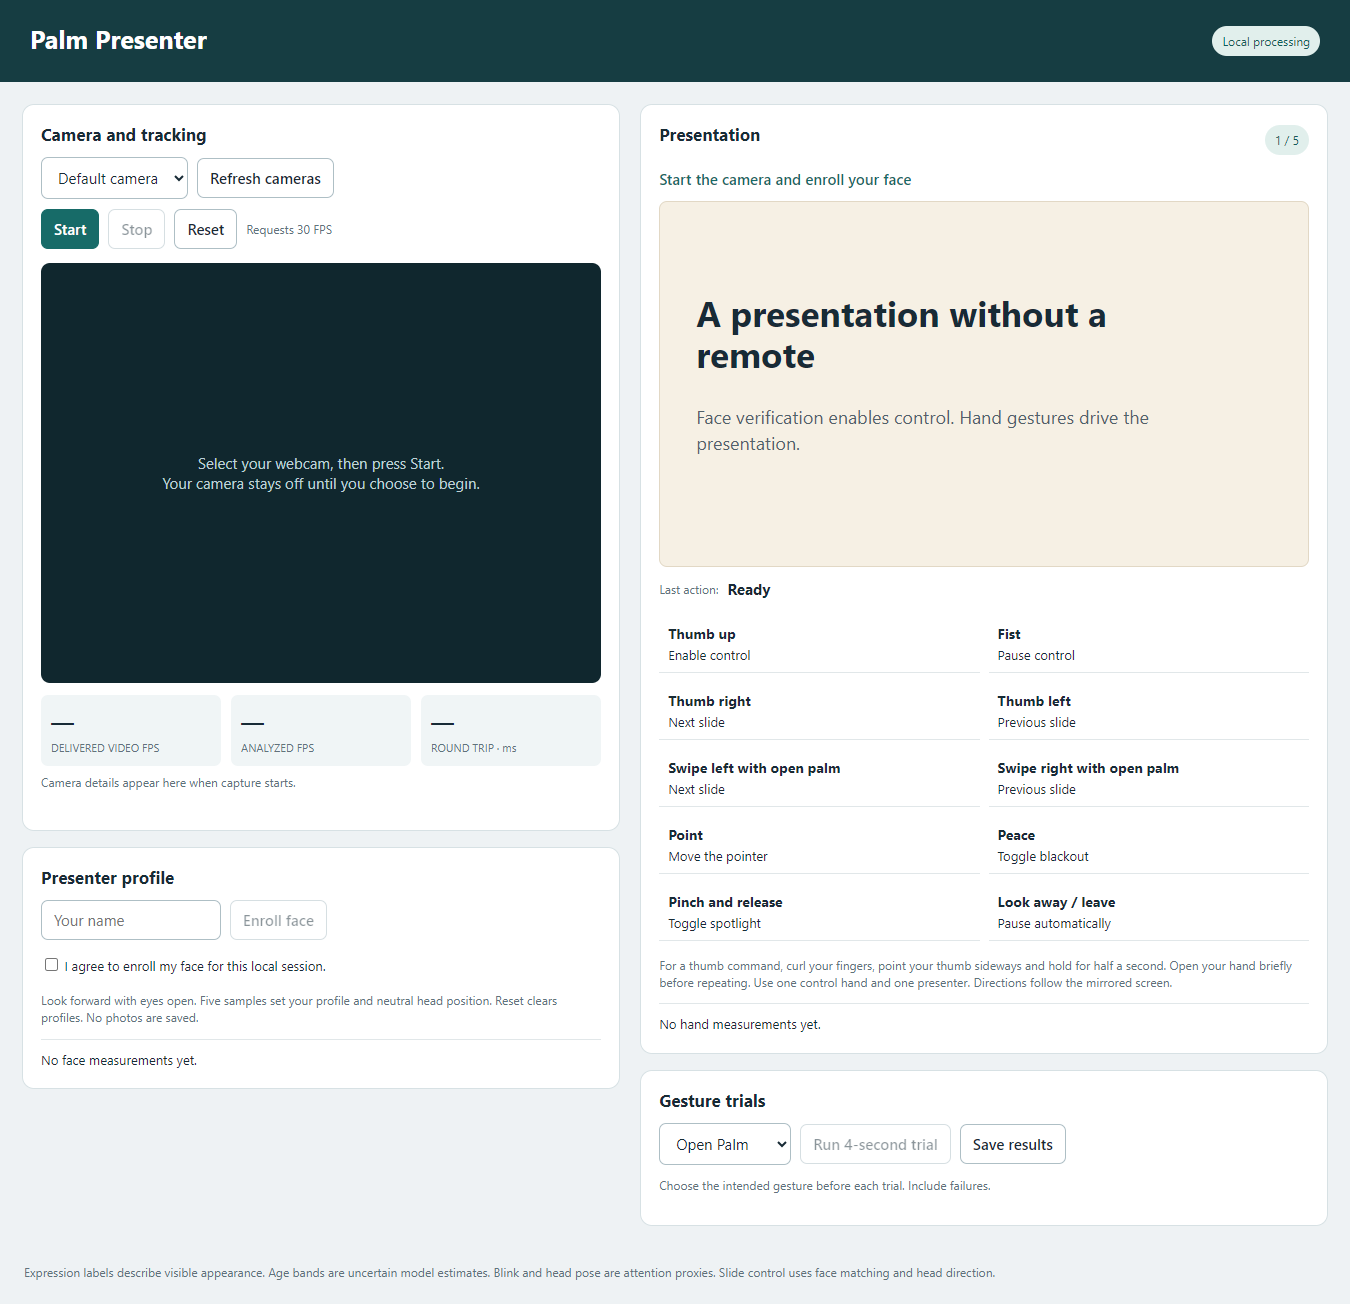 Palm Presenter
Local processing
Camera and tracking
Default camera
Refresh cameras
Start
Stop
Reset
Requests 30 FPS
Select your webcam, then press Start.
Your camera stays off until you choose to begin.
—
DELIVERED VIDEO FPS
—
ANALYZED FPS
—
ROUND TRIP · ms
Camera details appear here when capture starts.
Presenter profile
Your name
Enroll face
I agree to enroll my face for this local session.
Look forward with eyes open. Five samples set your profile and neutral head position. Reset clears
profiles. No photos are saved.
No face measurements yet.
Presentation
1 / 5
Start the camera and enroll your face
A presentation without a
remote
Face verification enables control. Hand gestures drive the
presentation.
Last action: Ready
Thumb up
Enable control
Fist
Pause control
Thumb right
Next slide
Thumb left
Previous slide
Swipe left with open palm
Next slide
Swipe right with open palm
Previous slide
Point
Move the pointer
Peace
Toggle blackout
Pinch and release
Toggle spotlight
Look away / leave
Pause automatically
For a thumb command, curl your fingers, point your thumb sideways and hold for half a second. Open your hand briefly
before repeating. Use one control hand and one presenter. Directions follow the mirrored screen.
No hand measurements yet.
Gesture trials
Open Palm
Run 4-second trial
Save results
Choose the intended gesture before each trial. Include failures.
Expression labels describe visible appearance. Age bands are uncertain model estimates. Blink and head pose are attention proxies. Slide control uses face matching and head direction.